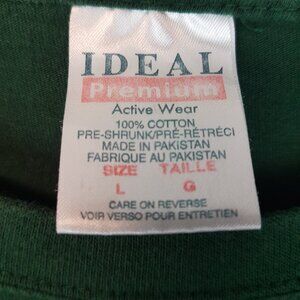 IDEAL
Premium
Active Wear
100% COTTON
PRE-SHRUNK/PRÉ-RÉTRÉCI
MADE IN PAKISTAN
FABRIQUE AU PAKISTAN
SIZE TAILLE
L G
CARE ON REVERSE
VOIR VERSO POUR ENTRETIEN